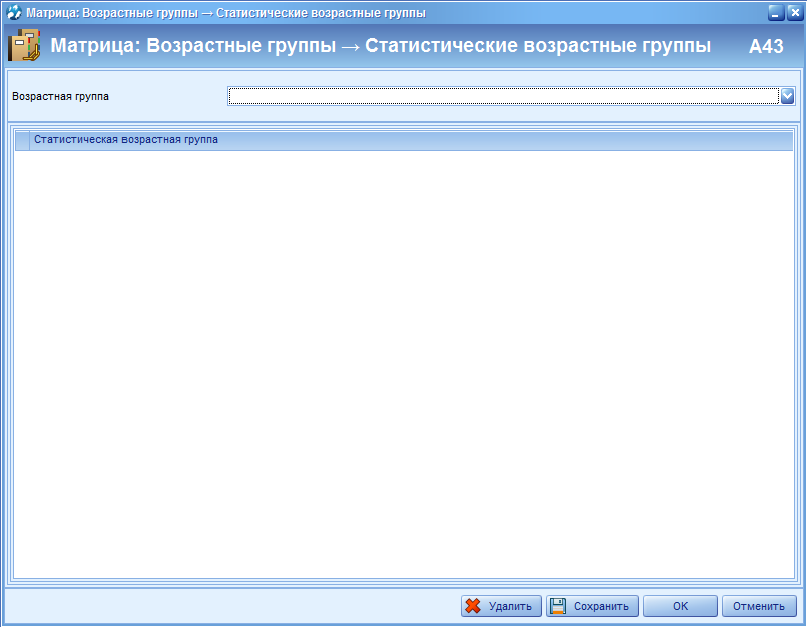 Матрица: Возрастные группы → Статистические возрастные группы
Матрица: Возрастные группы → Статистические возрастные группы A43
Возрастная группа
Статистическая возрастная группа
Удалить Сохранить OK Отменить